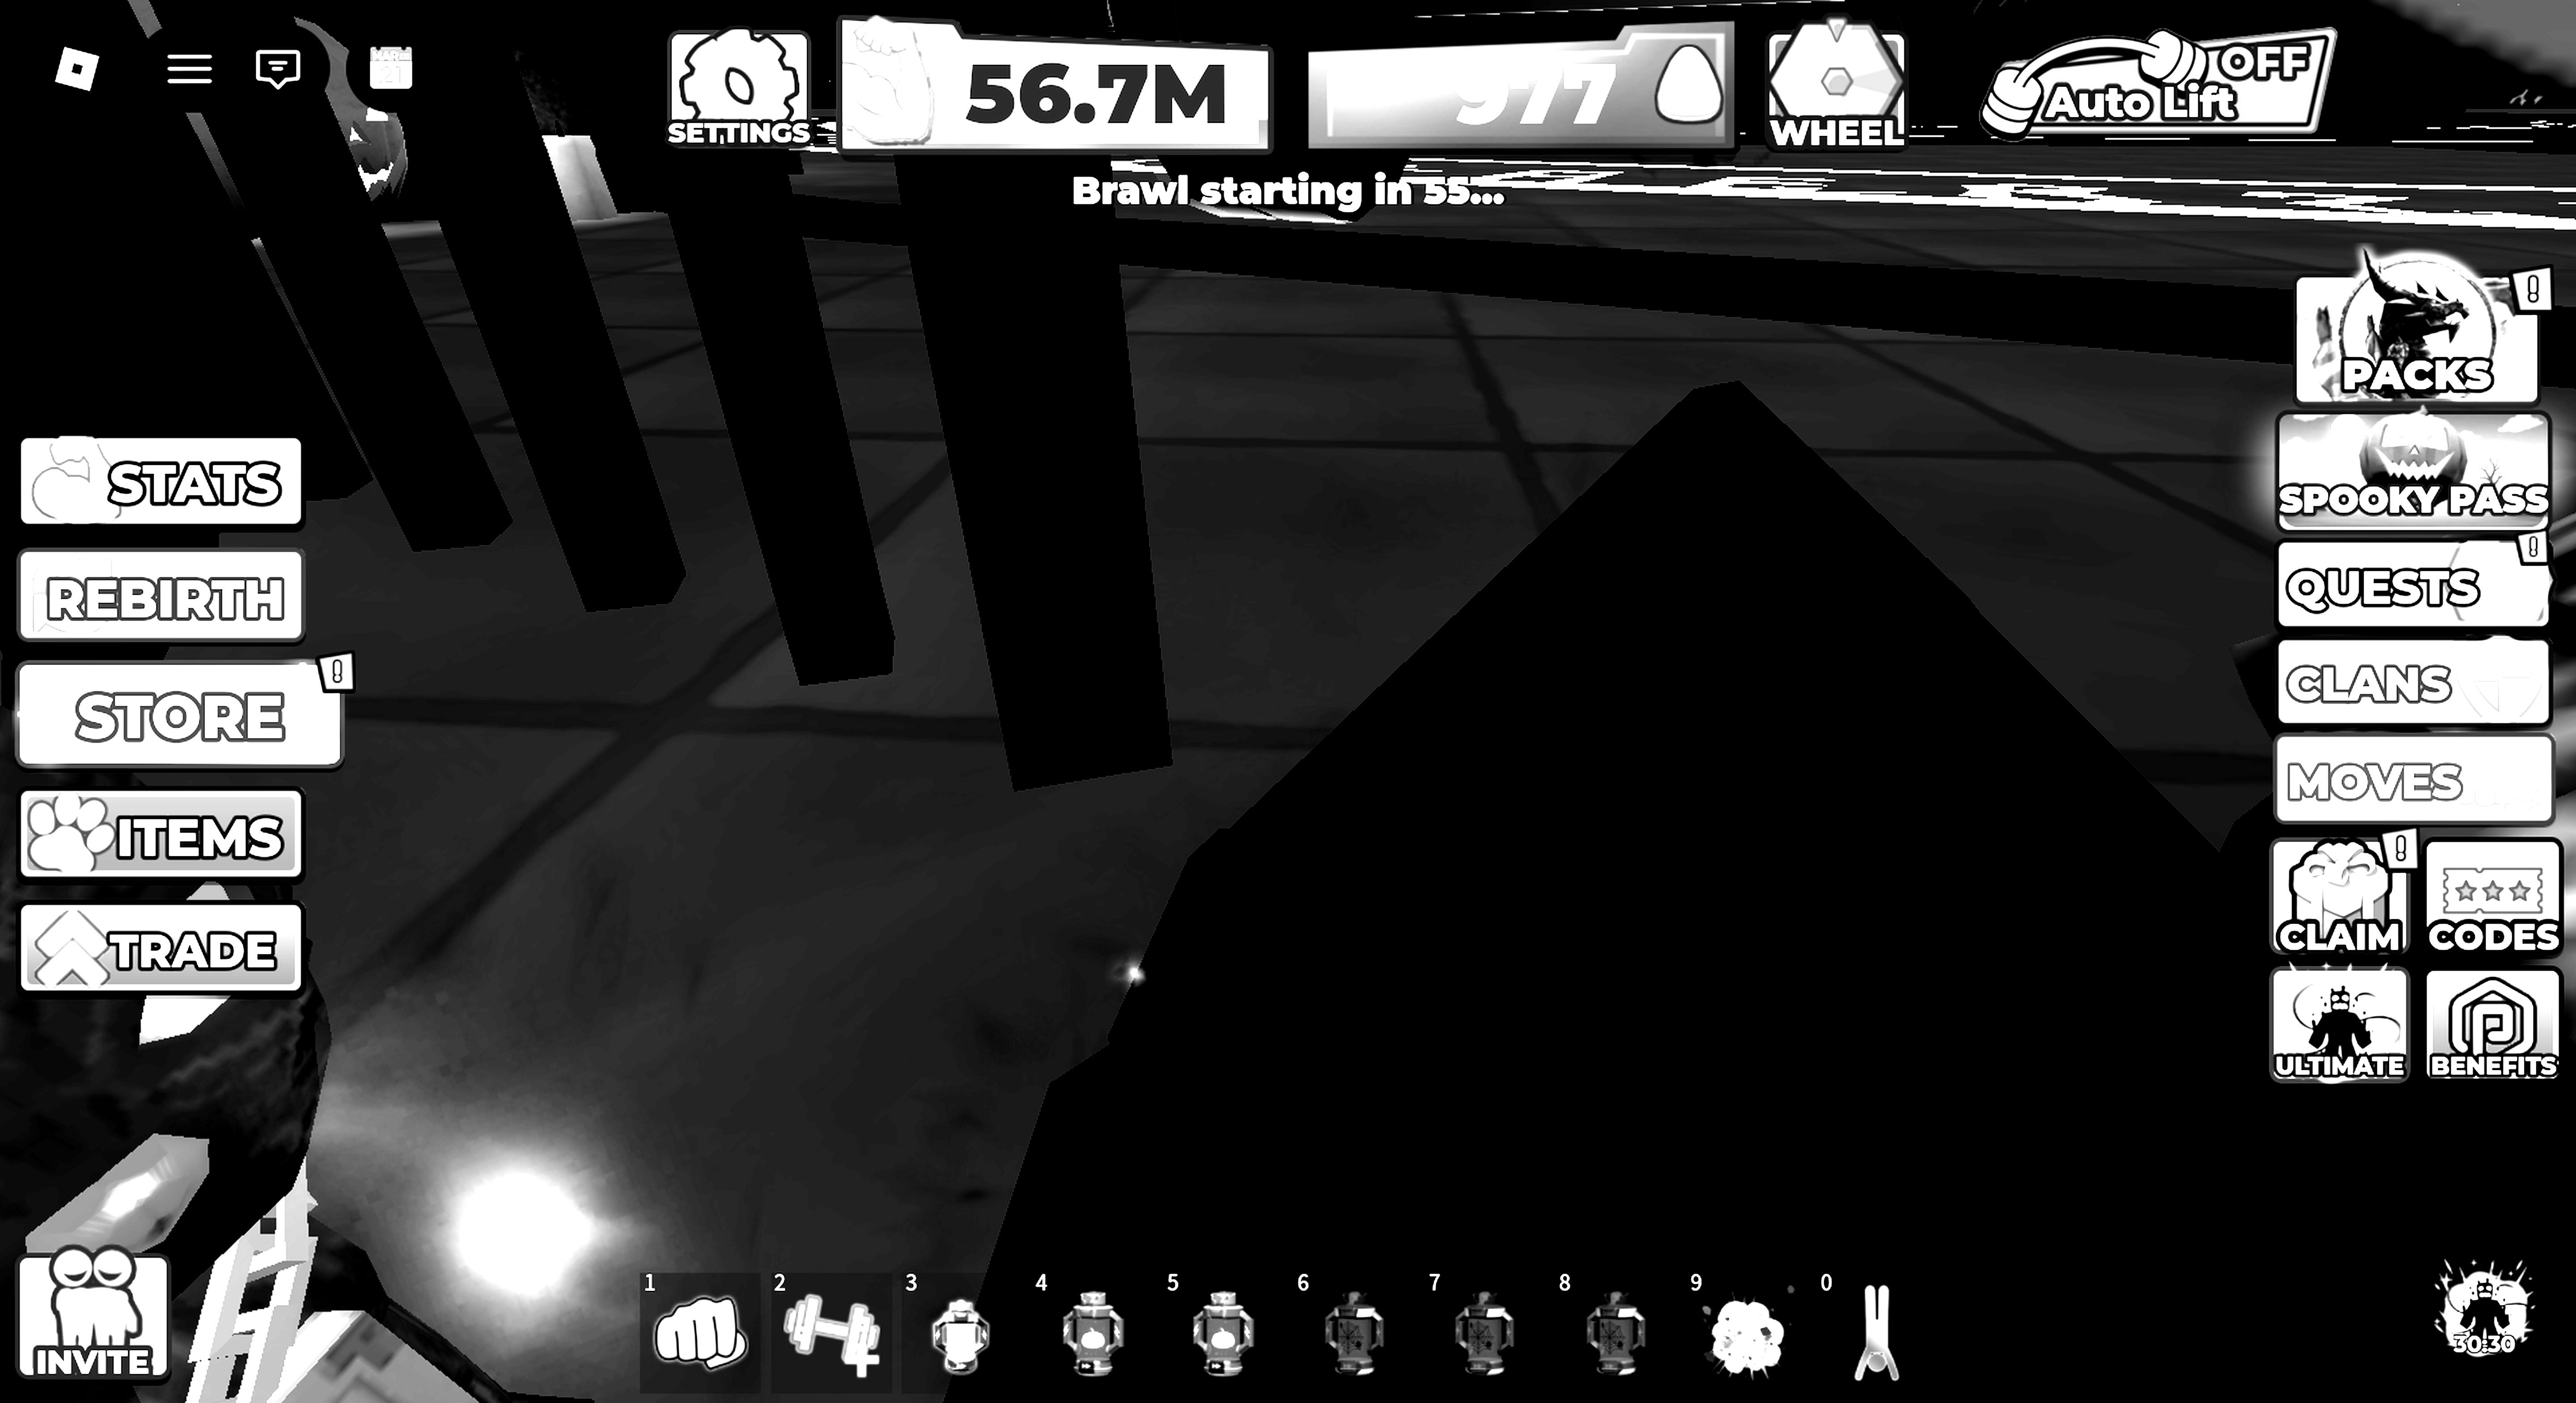 SETTINGS
56.7M
977
WHEEL
OFF
Auto Lift
Brawl starting in 55...
PACKS
SPOOKY PASS
QUESTS
CLANS
MOVES
CLAIM
CODES
ULTIMATE
BENEFITS
STATS
REBIRTH
STORE
ITEMS
TRADE
INVITE
1 2 3 4 5 6 7 8 9 0
30:30